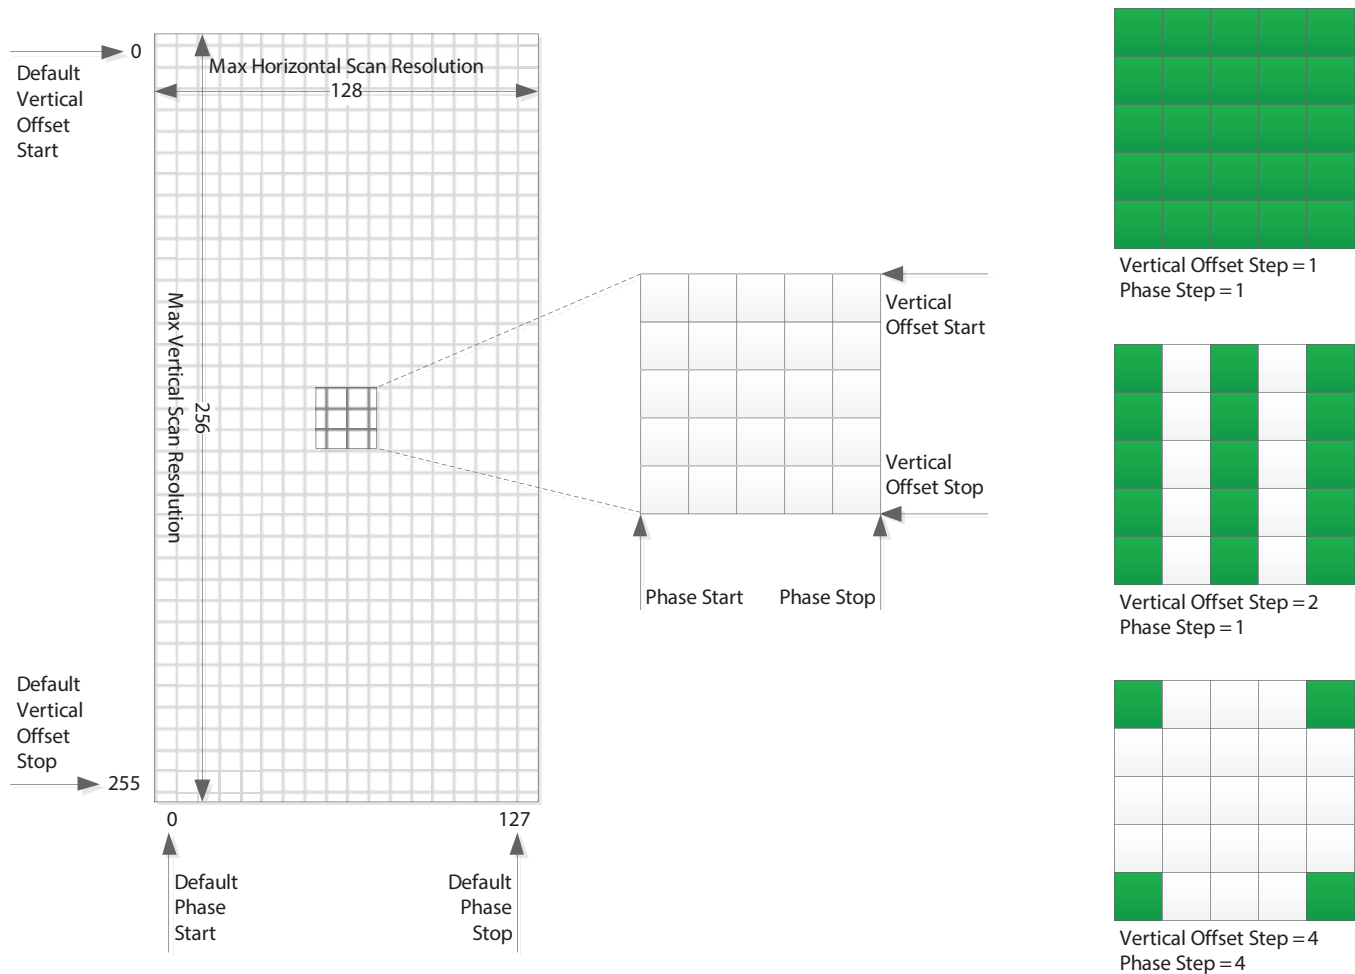 0
Default
Vertical
Offset
Start
Max Horizontal Scan Resolution
128
Max Vertical Scan Resolution
256
Default
Vertical
Offset
Stop
255
0
127
Default
Phase
Start
Default
Phase
Stop
Vertical
Offset Start
Vertical
Offset Stop
Phase Start
Phase Stop
Vertical Offset Step = 1
Phase Step = 1
Vertical Offset Step = 2
Phase Step = 1
Vertical Offset Step = 4
Phase Step = 4